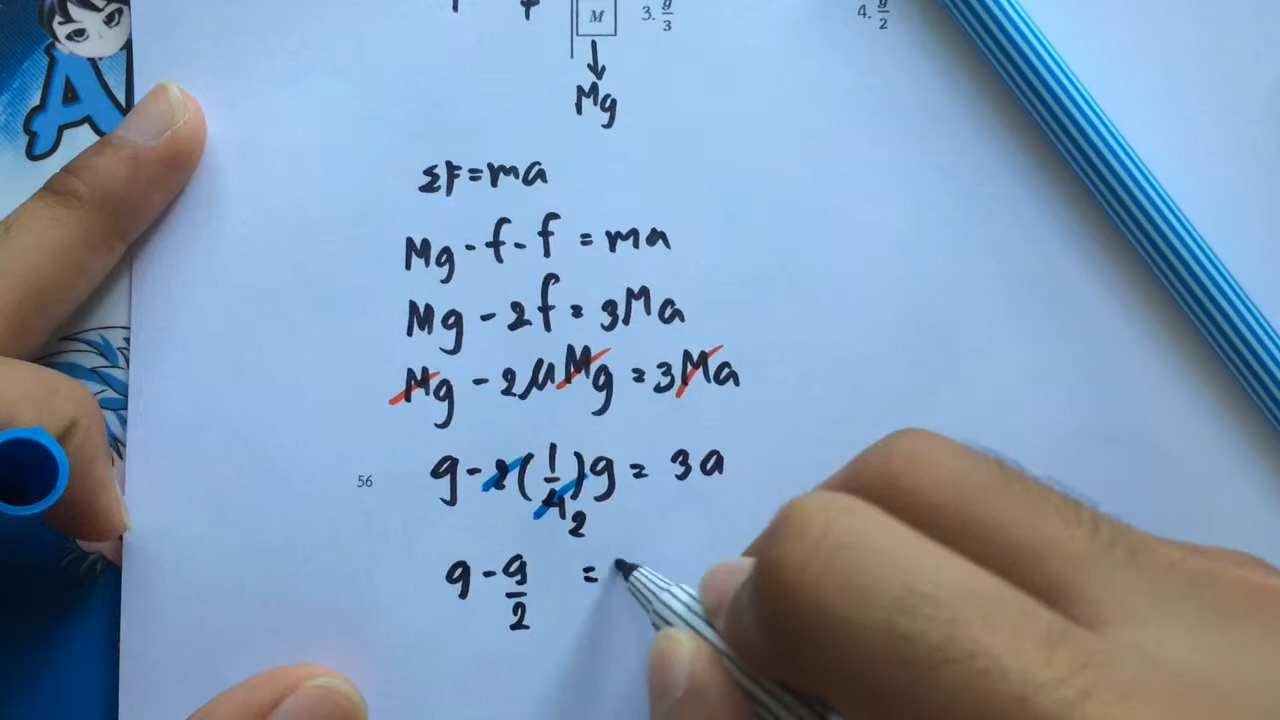 M 3. g/3 4. g/2
Mg
ΣF=ma
Mg-f-f=ma
Mg-2f=3Ma
Mg-2μMg=3Ma
g-2(1/4)g=3a
2
56
g-g/2 =
A